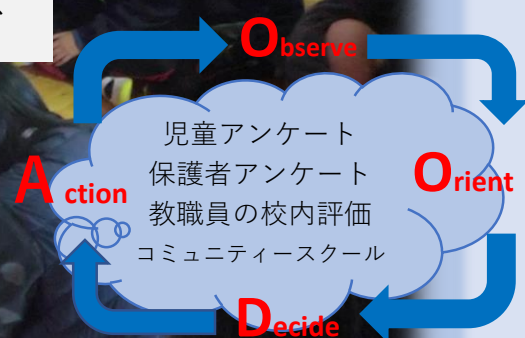 Observe
児童アンケート
保護者アンケート
教職員の校内評価
コミュニティースクール
Action
Orient
Decide